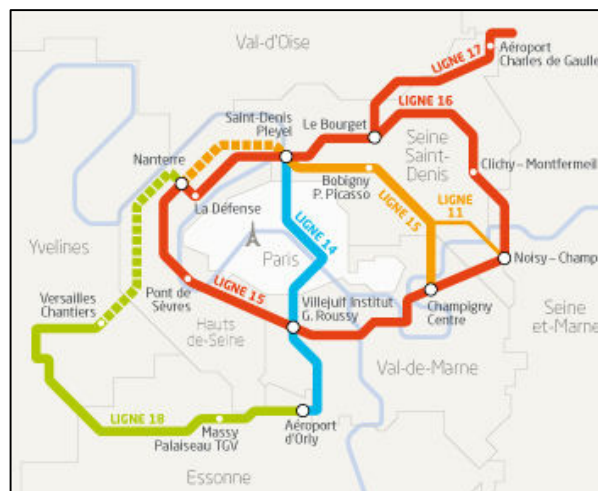 Val-d'Oise
LIGNE 17
Aéroport
Charles de Gaulle
LIGNE 16
Saint-Denis
Pleyel
Le Bourget
Seine
Saint-
Denis
Nanterre
Clichy – Montfermeil
Bobigny
P. Picasso
La Défense
LIGNE 15
LIGNE
11
LIGNE 14
Yvelines
Paris
Noisy – Champs
Versailles
Chantiers
Pont de
Sèvres
LIGNE 15
Villejuif Institut
G. Roussy
Champigny
Centre
Seine
et-Marne
Hauts
de-Seine
Val-de-Marne
LIGNE 18
Massy
Palaiseau TGV
Aéroport
d'Orly
Essonne